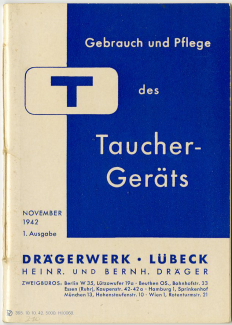 Gebrauch und Pflege
T
des
Taucher-
Geräts
NOVEMBER
1942
1. Ausgabe
DRÄGERWERK · LÜBECK
HEINR. UND BERNH. DRÄGER
ZWEIGBÜROS: Berlin W 35, Lützowufer 19a · Beuthen OS., Bahnhofstr. 23
Essen (Ruhr), Kaupenstr. 42-42a · Hamburg 1, Sprinkenhof
München 13, Hohenstaufenstr. 10 · Wien I, Rotenturmstr. 21